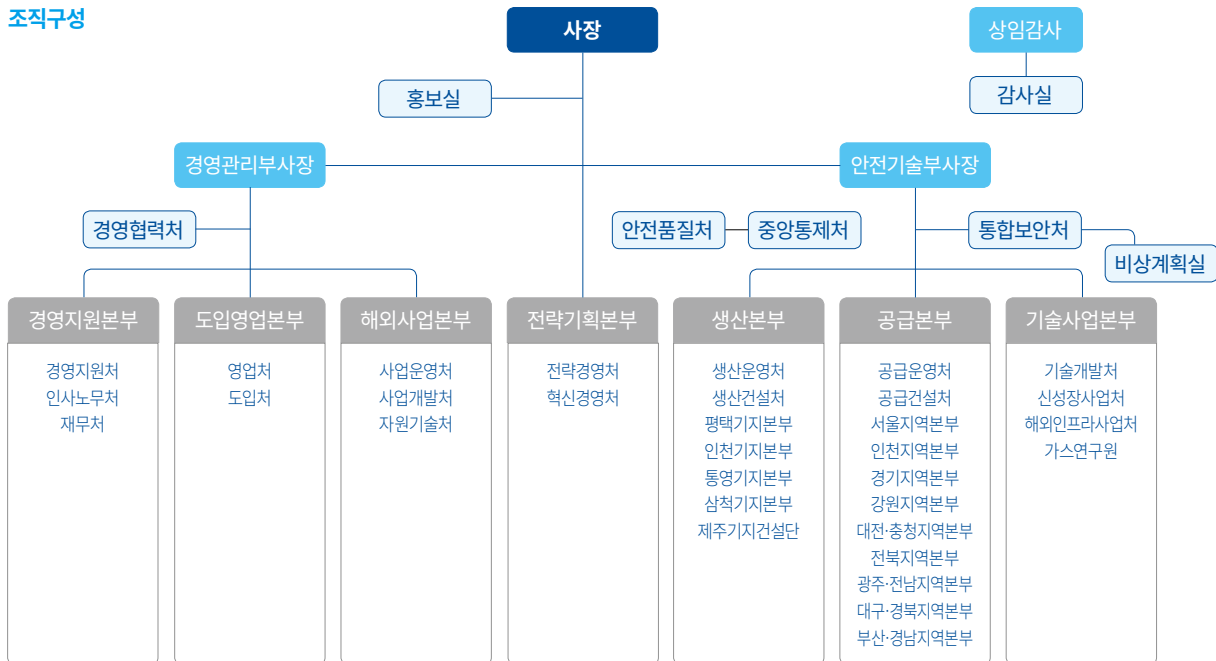 조직구성
사장
상임감사
홍보실
감사실
경영관리부사장
안전기술부사장
경영협력처
안전품질처
중앙통제처
통합보안처
비상계획실
경영지원본부
경영지원처
인사노무처
재무처
도입영업본부
영업처
도입처
해외사업본부
사업운영처
사업개발처
자원기술처
전략기획본부
전략경영처
혁신경영처
생산본부
생산운영처
생산건설처
평택기지본부
인천기지본부
통영기지본부
삼척기지본부
제주기지건설단
공급본부
공급운영처
공급건설처
서울지역본부
인천지역본부
경기지역본부
강원지역본부
대전·충청지역본부
전북지역본부
광주·전남지역본부
대구·경북지역본부
부산·경남지역본부
기술사업본부
기술개발처
신성장사업처
해외인프라사업처
가스연구원